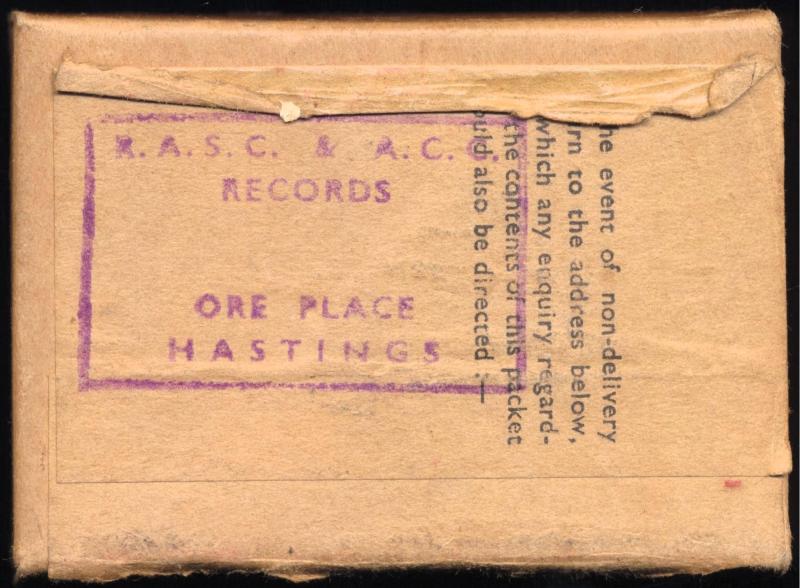 R. A. S. C. & A. C. C.
RECORDS
ORE PLACE
HASTINGS
he event of non-delivery
rn to the address below,
which any enquiry regard-
the contents of this packet
ould also be directed :—